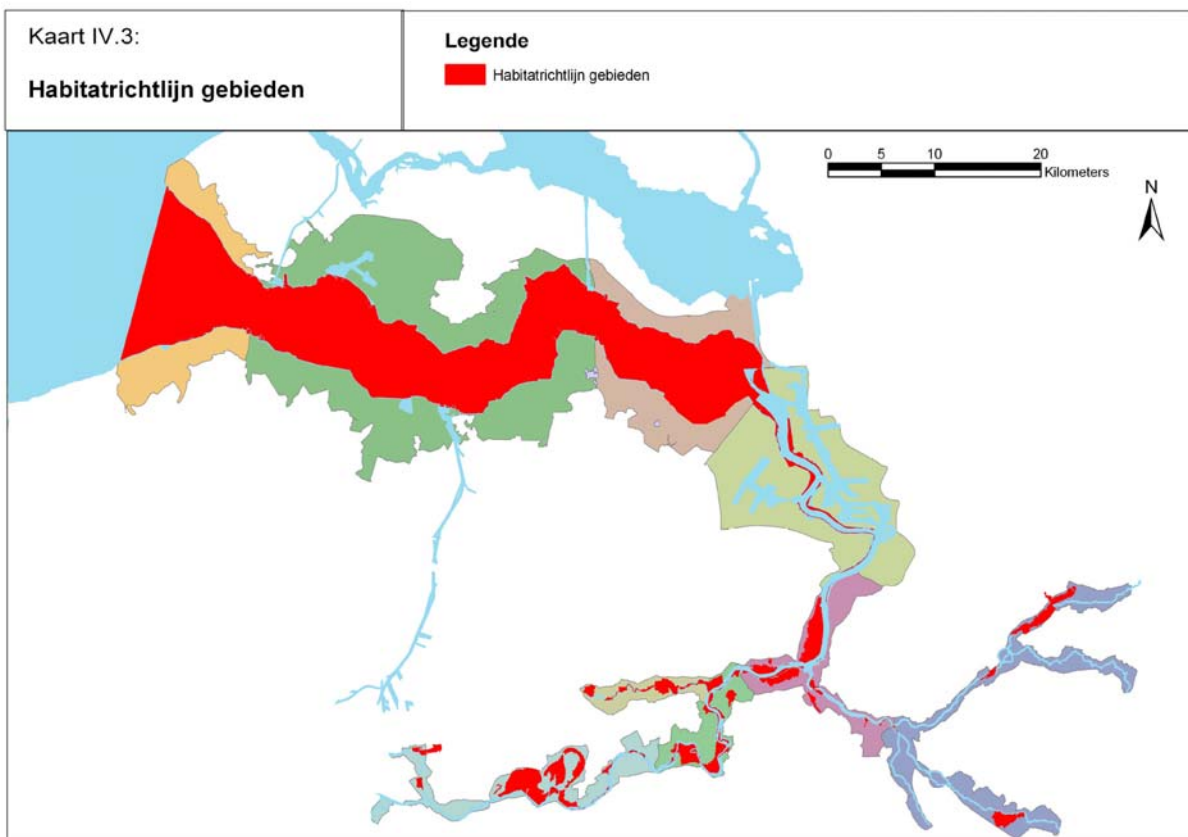 Kaart IV.3:
Habitatrichtlijn gebieden
Legende
Habitatrichtlijn gebieden
0 5 10 20
Kilometers
N